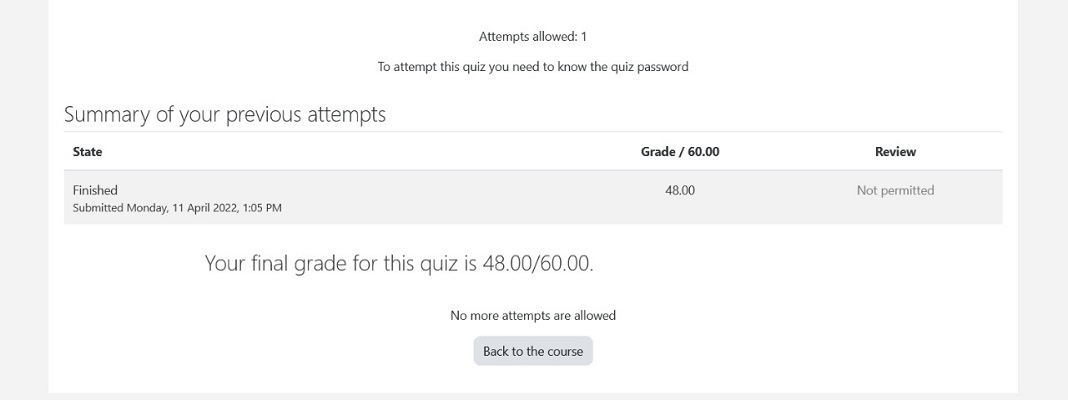 Attempts allowed: 1
To attempt this quiz you need to know the quiz password
Summary of your previous attempts
State Grade / 60.00 Review
Finished 48.00 Not permitted
Submitted Monday, 11 April 2022, 1:05 PM
Your final grade for this quiz is 48.00/60.00.
No more attempts are allowed
Back to the course